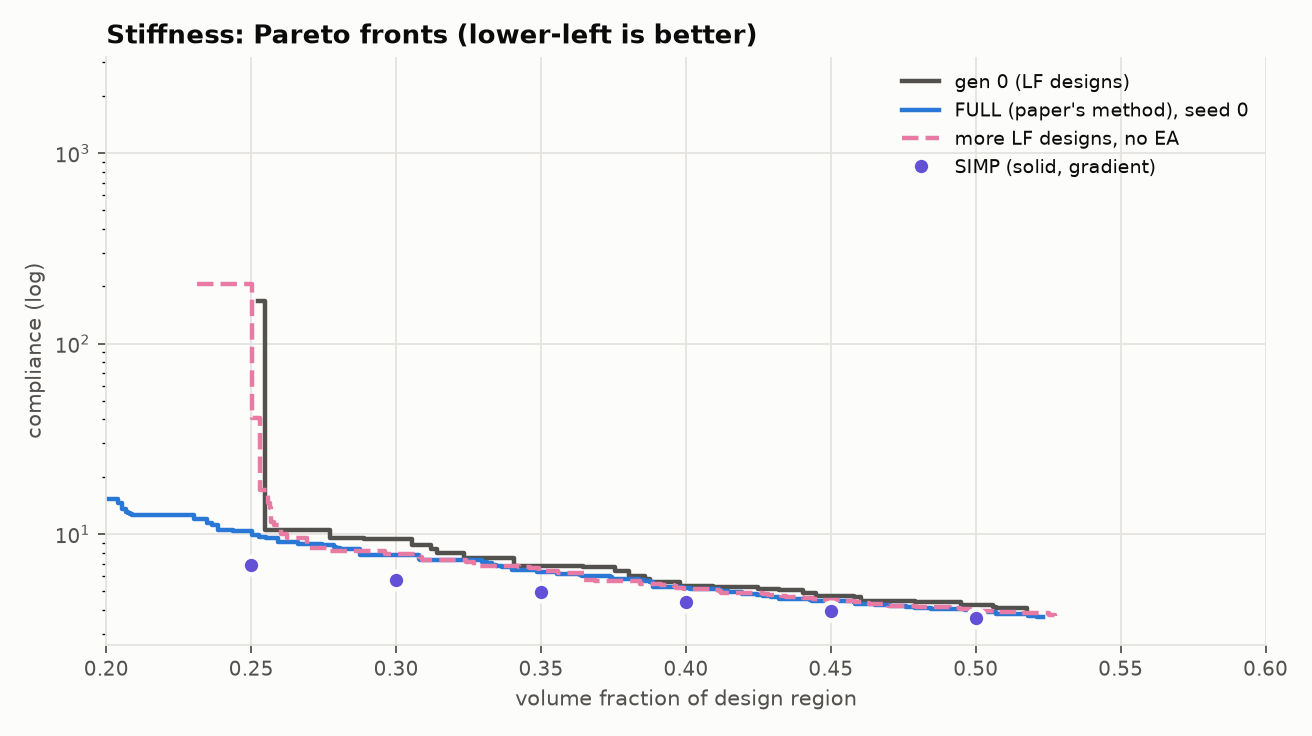 Stiffness: Pareto fronts (lower-left is better)
gen 0 (LF designs)
FULL (paper's method), seed 0
more LF designs, no EA
SIMP (solid, gradient)
compliance (log)
10³
10²
10¹
0.20 0.25 0.30 0.35 0.40 0.45 0.50 0.55 0.60
volume fraction of design region